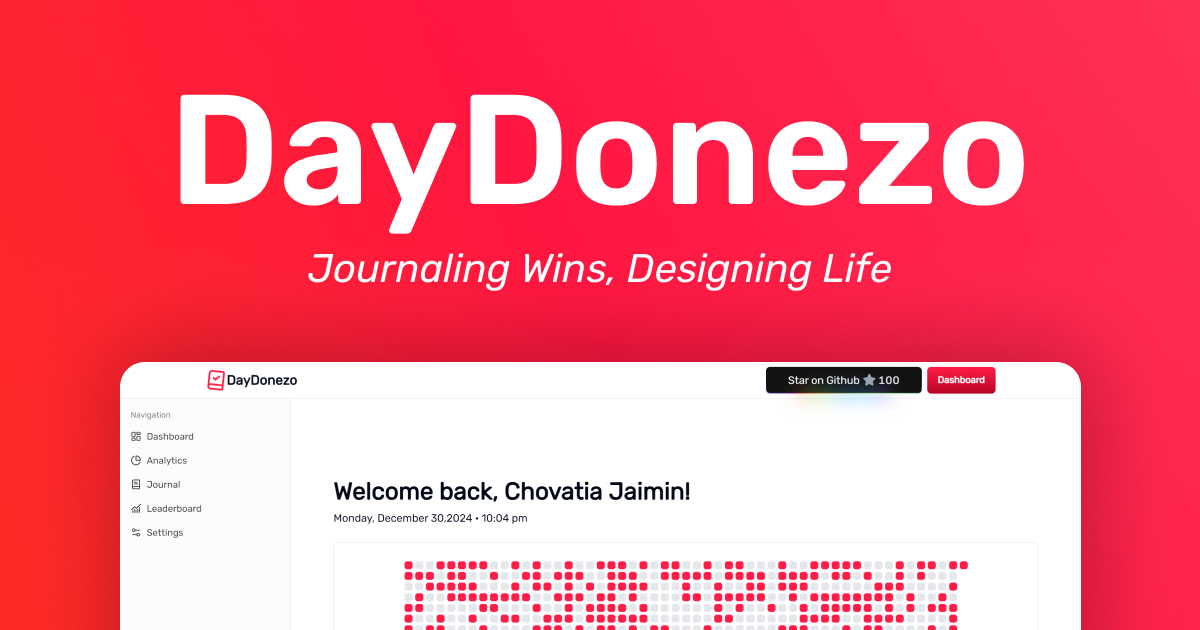 DayDonezo
Journaling Wins, Designing Life
DayDonezo
Star on Github 100
Dashboard
Navigation
Dashboard
Analytics
Journal
Leaderboard
Settings
Welcome back, Chovatia Jaimin!
Monday, December 30,2024 • 10:04 pm